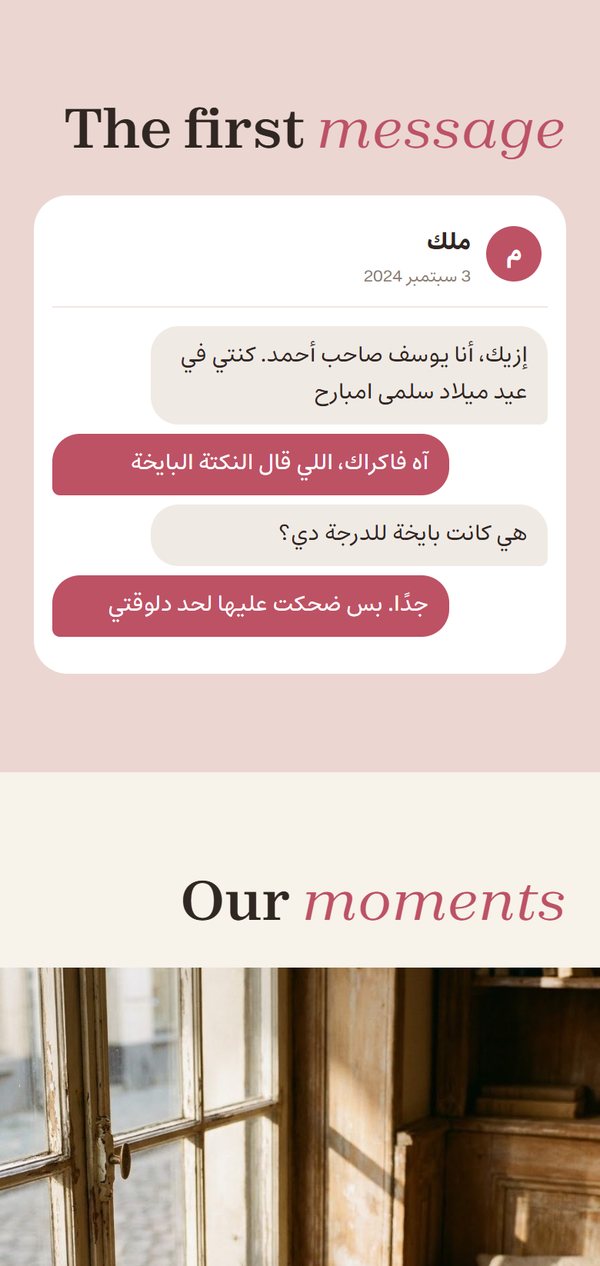 The first message
م
ملك
3 سبتمبر 2024
إزيك، أنا يوسف صاحب أحمد. كنتي في
عيد ميلاد سلمى امبارح
آه فاكراك، اللي قال النكتة البايخة
هي كانت بايخة للدرجة دي؟
جدًا. بس ضحكت عليها لحد دلوقتي
Our moments